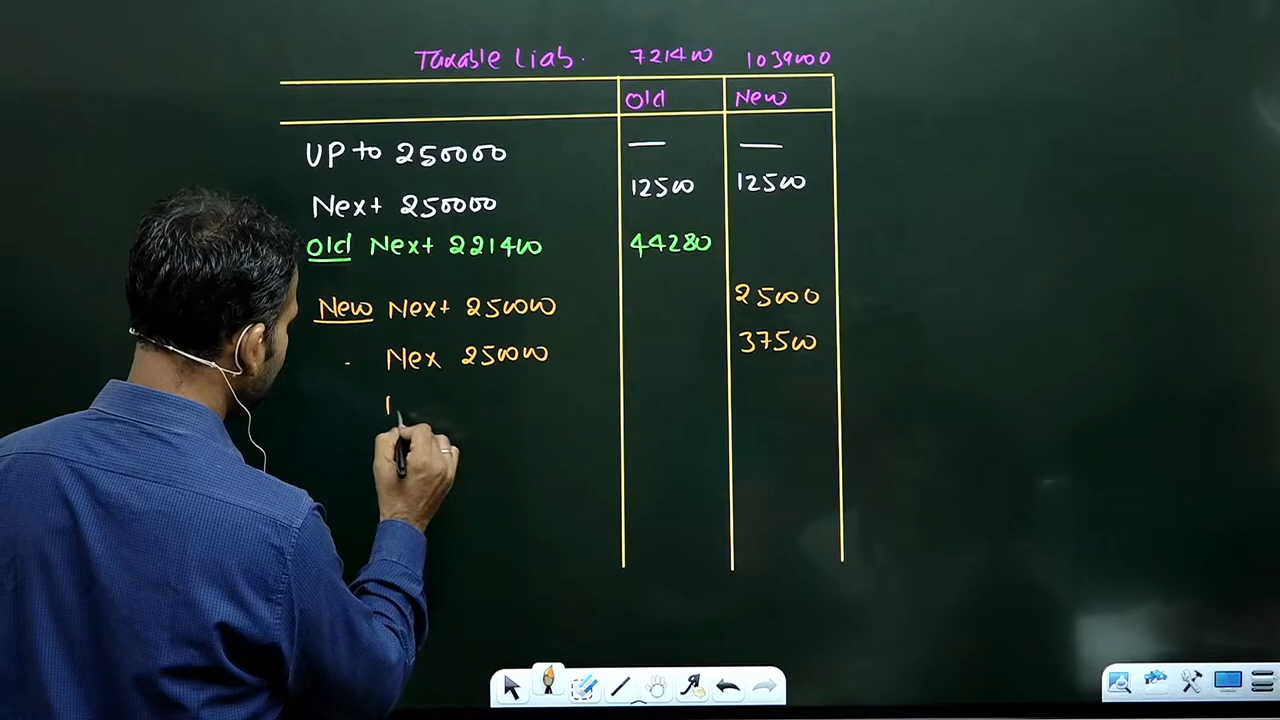 Taxable Liab. 721400 1039000
Old New
UP to 250000 — —
Next 250000 12500 12500
Old Next 221400 44280
New Next 250000 25000
- Nex 250000 37500